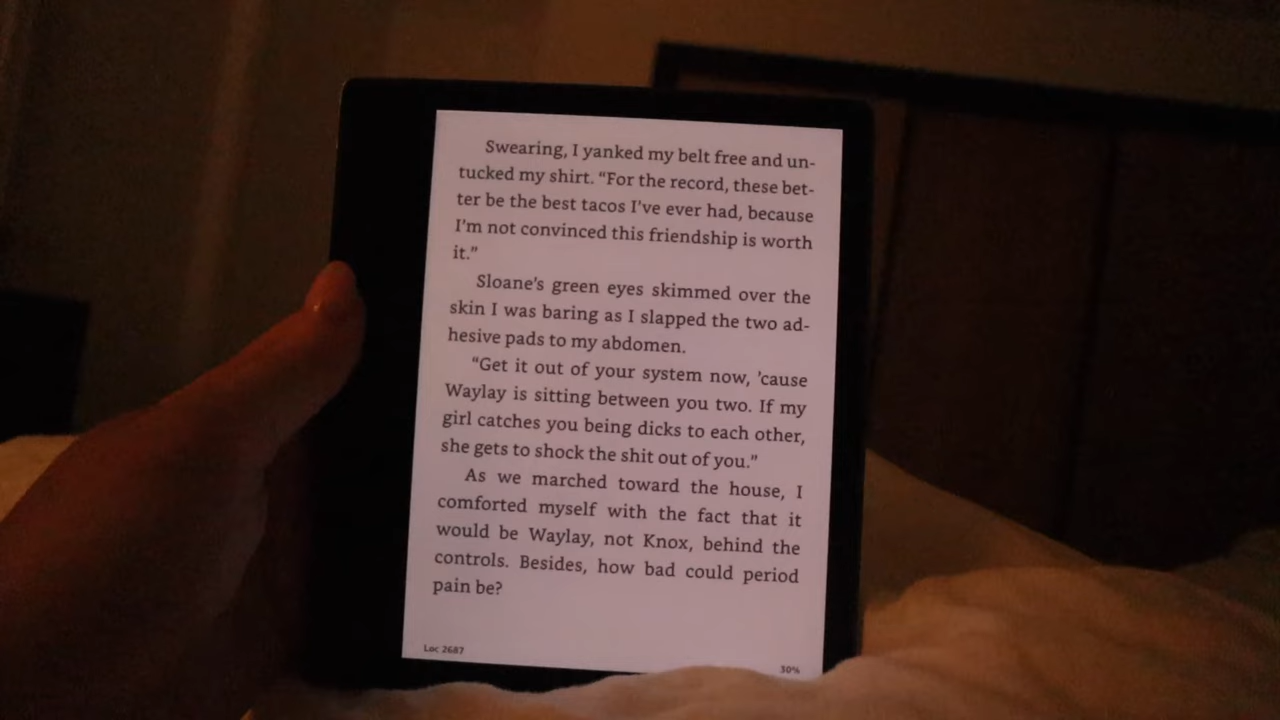 Swearing, I yanked my belt free and un-
tucked my shirt. “For the record, these bet-
ter be the best tacos I’ve ever had, because
I’m not convinced this friendship is worth
it.”
Sloane’s green eyes skimmed over the
skin I was baring as I slapped the two ad-
hesive pads to my abdomen.
“Get it out of your system now, ’cause
Waylay is sitting between you two. If my
girl catches you being dicks to each other,
she gets to shock the shit out of you.”
As we marched toward the house, I
comforted myself with the fact that it
would be Waylay, not Knox, behind the
controls. Besides, how bad could period
pain be?
Loc 2687
30%